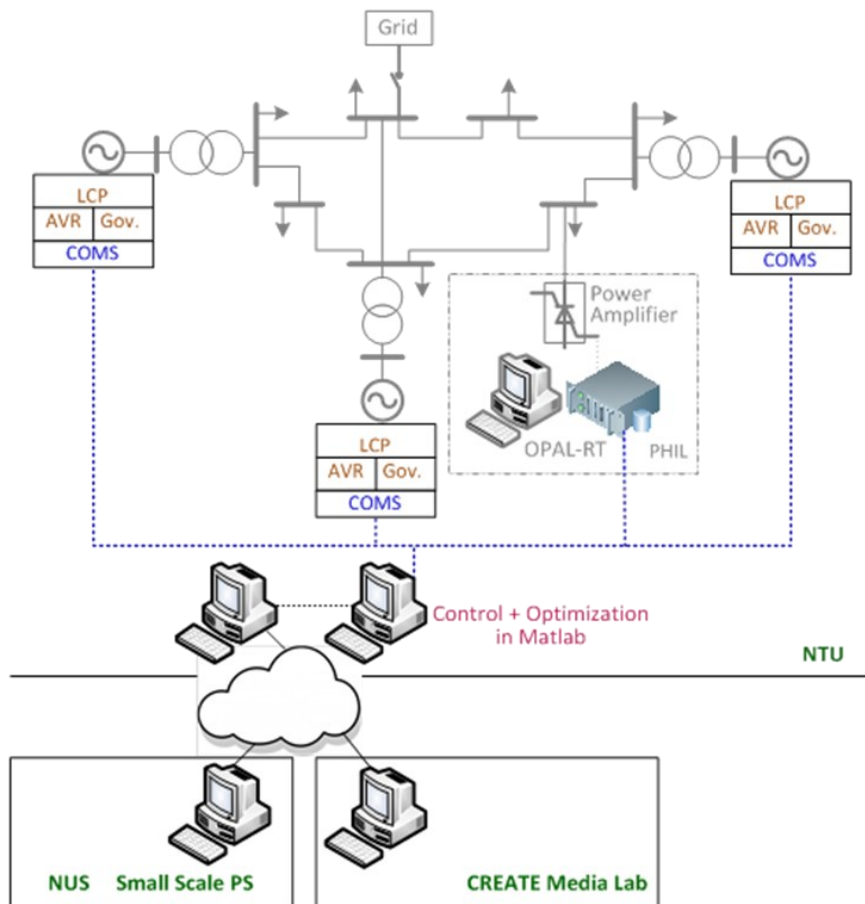 Grid
LCP
AVR Gov.
COMS
LCP
AVR Gov.
COMS
Power
Amplifier
LCP
AVR Gov.
COMS
OPAL-RT PHIL
Control + Optimization
in Matlab
NTU
NUS Small Scale PS
CREATE Media Lab